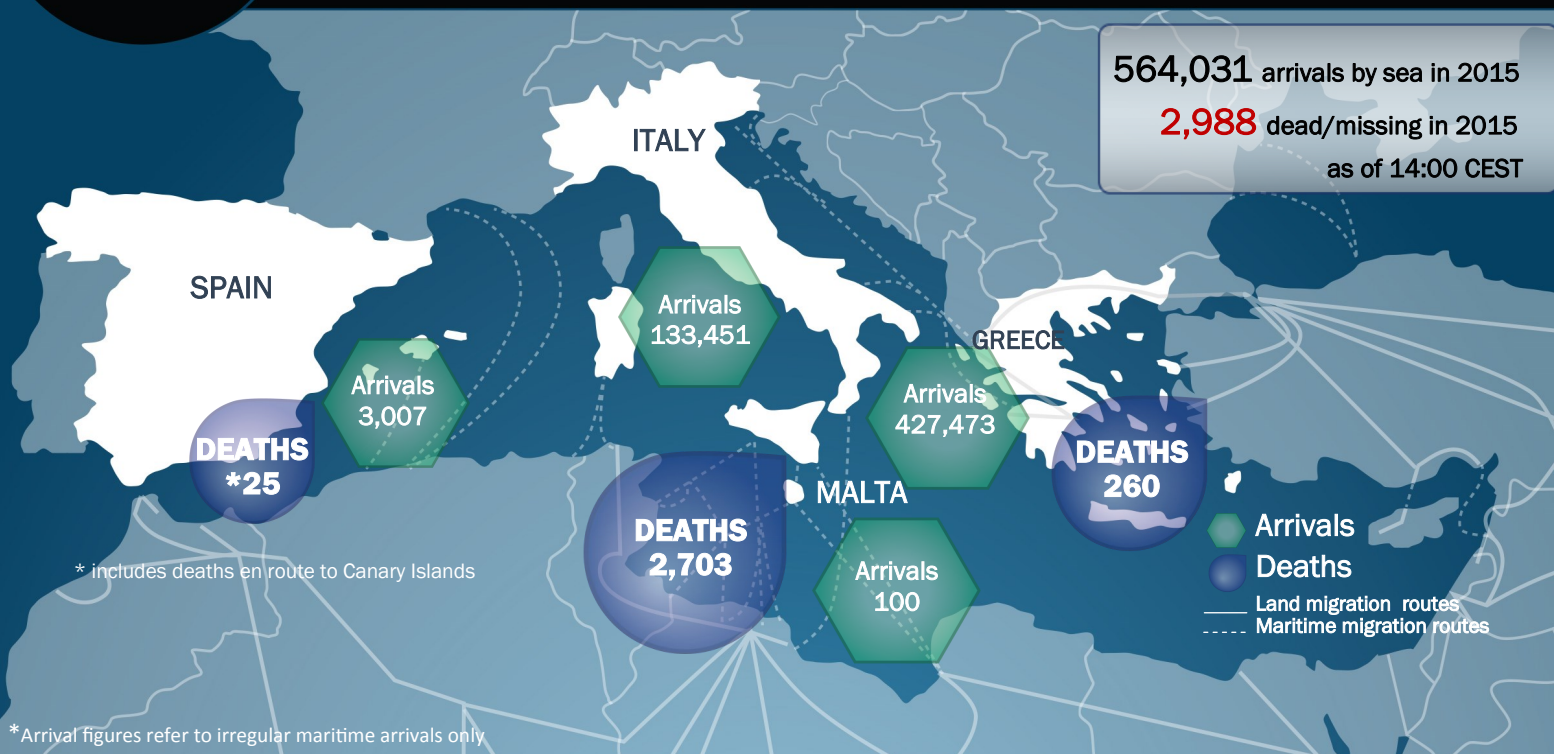 564,031 arrivals by sea in 2015
2,988 dead/missing in 2015
as of 14:00 CEST
ITALY
SPAIN
Arrivals
133,451
GREECE
Arrivals
3,007
Arrivals
427,473
DEATHS
*25
DEATHS
260
MALTA
DEATHS
2,703
Arrivals
100
Arrivals
Deaths
Land migration routes
Maritime migration routes
* includes deaths en route to Canary Islands
*Arrival figures refer to irregular maritime arrivals only